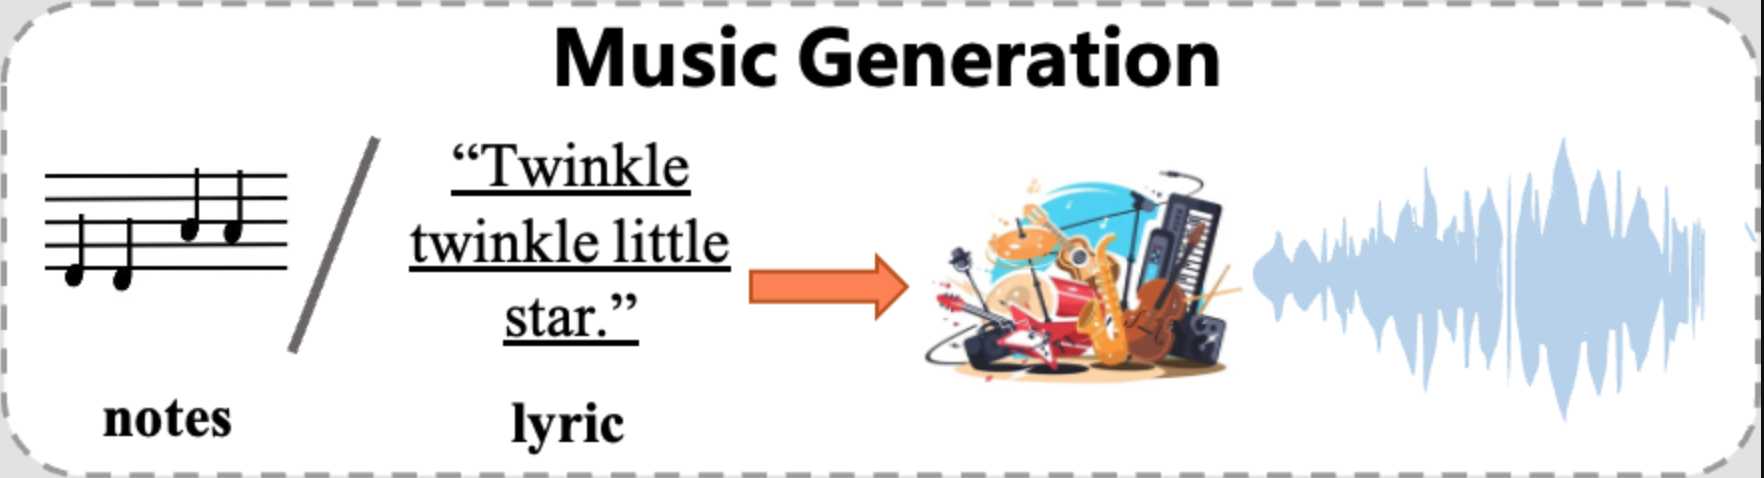 Music Generation
“Twinkle
twinkle little
star.”
notes
lyric